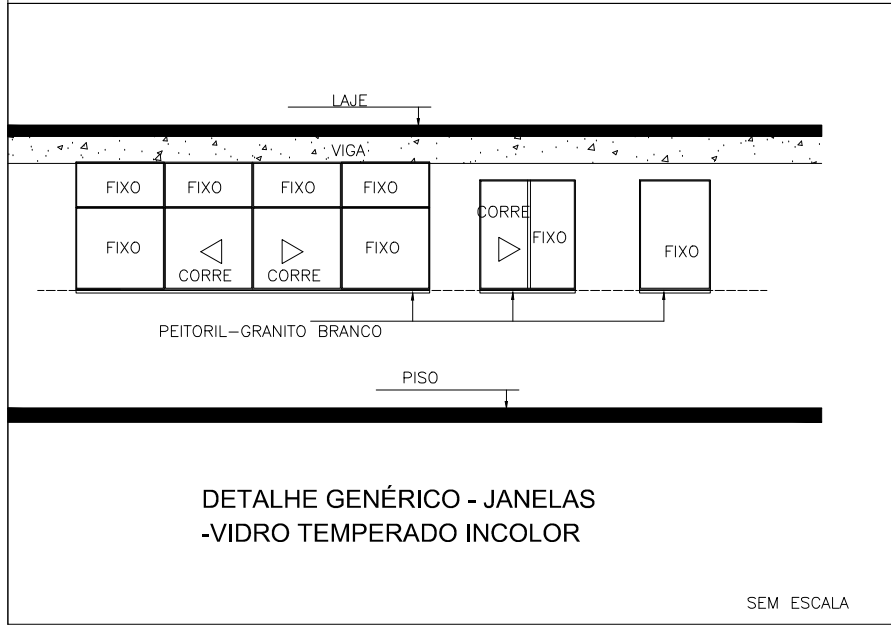 LAJE
VIGA
FIXO FIXO FIXO FIXO
CORRE
FIXO FIXO FIXO FIXO
CORRE CORRE
PEITORIL-GRANITO BRANCO
PISO
DETALHE GENÉRICO - JANELAS
-VIDRO TEMPERADO INCOLOR
SEM ESCALA